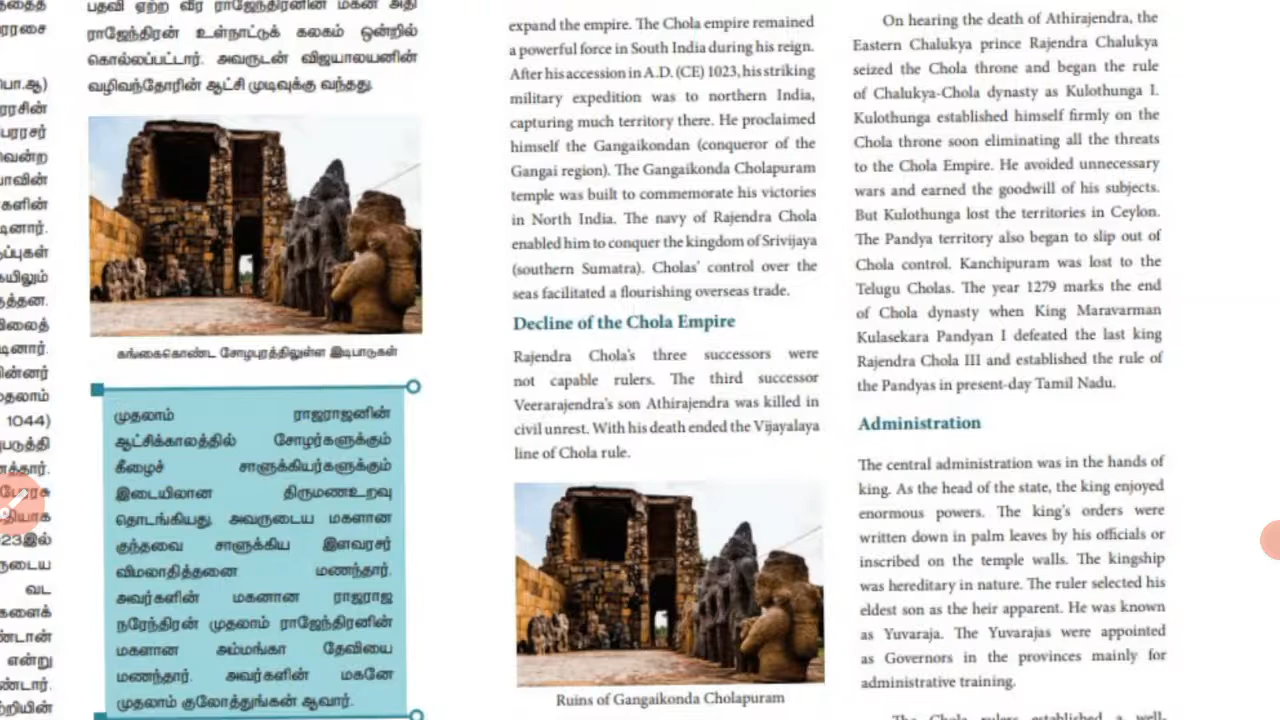 பதவி ஏற்ற வீர ராஜேந்திரனின் மகன் அதி
ராஜேந்திரன் உள்நாட்டுக் கலகம் ஒன்றில்
கொல்லப்பட்டார். அவருடன் விஜயாலயனின்
வழிவந்தோரின் ஆட்சி முடிவுக்கு வந்தது.
கங்கைகொண்ட சோழபுரத்திலுள்ள இடிபாடுகள்
முதலாம் ராஜராஜனின்
ஆட்சிக்காலத்தில் சோழர்களுக்கும்
கீழைச் சாளுக்கியர்களுக்கும்
இடையிலான திருமணஉறவு
தொடங்கியது. அவருடைய மகளான
குந்தவை சாளுக்கிய இளவரசர்
விமலாதித்தனை மணந்தார்.
அவர்களின் மகனான ராஜராஜ
நரேந்திரன் முதலாம் ராஜேந்திரனின்
மகளான அம்மங்கா தேவியை
மணந்தார். அவர்களின் மகனே
முதலாம் குலோத்துங்கன் ஆவார்.
expand the empire. The Chola empire remained
a powerful force in South India during his reign.
After his accession in A.D. (CE) 1023, his striking
military expedition was to northern India,
capturing much territory there. He proclaimed
himself the Gangaikondan (conqueror of the
Gangai region). The Gangaikonda Cholapuram
temple was built to commemorate his victories
in North India. The navy of Rajendra Chola
enabled him to conquer the kingdom of Srivijaya
(southern Sumatra). Cholas' control over the
seas facilitated a flourishing overseas trade.
Decline of the Chola Empire
Rajendra Chola's three successors were
not capable rulers. The third successor
Veerarajendra's son Athirajendra was killed in
civil unrest. With his death ended the Vijayalaya
line of Chola rule.
Ruins of Gangaikonda Cholapuram
On hearing the death of Athirajendra, the
Eastern Chalukya prince Rajendra Chalukya
seized the Chola throne and began the rule
of Chalukya-Chola dynasty as Kulothunga I.
Kulothunga established himself firmly on the
Chola throne soon eliminating all the threats
to the Chola Empire. He avoided unnecessary
wars and earned the goodwill of his subjects.
But Kulothunga lost the territories in Ceylon.
The Pandya territory also began to slip out of
Chola control. Kanchipuram was lost to the
Telugu Cholas. The year 1279 marks the end
of Chola dynasty when King Maravarman
Kulasekara Pandyan I defeated the last king
Rajendra Chola III and established the rule of
the Pandyas in present-day Tamil Nadu.
Administration
The central administration was in the hands of
king. As the head of the state, the king enjoyed
enormous powers. The king's orders were
written down in palm leaves by his officials or
inscribed on the temple walls. The kingship
was hereditary in nature. The ruler selected his
eldest son as the heir apparent. He was known
as Yuvaraja. The Yuvarajas were appointed
as Governors in the provinces mainly for
administrative training.
The Chola rulers established a well-